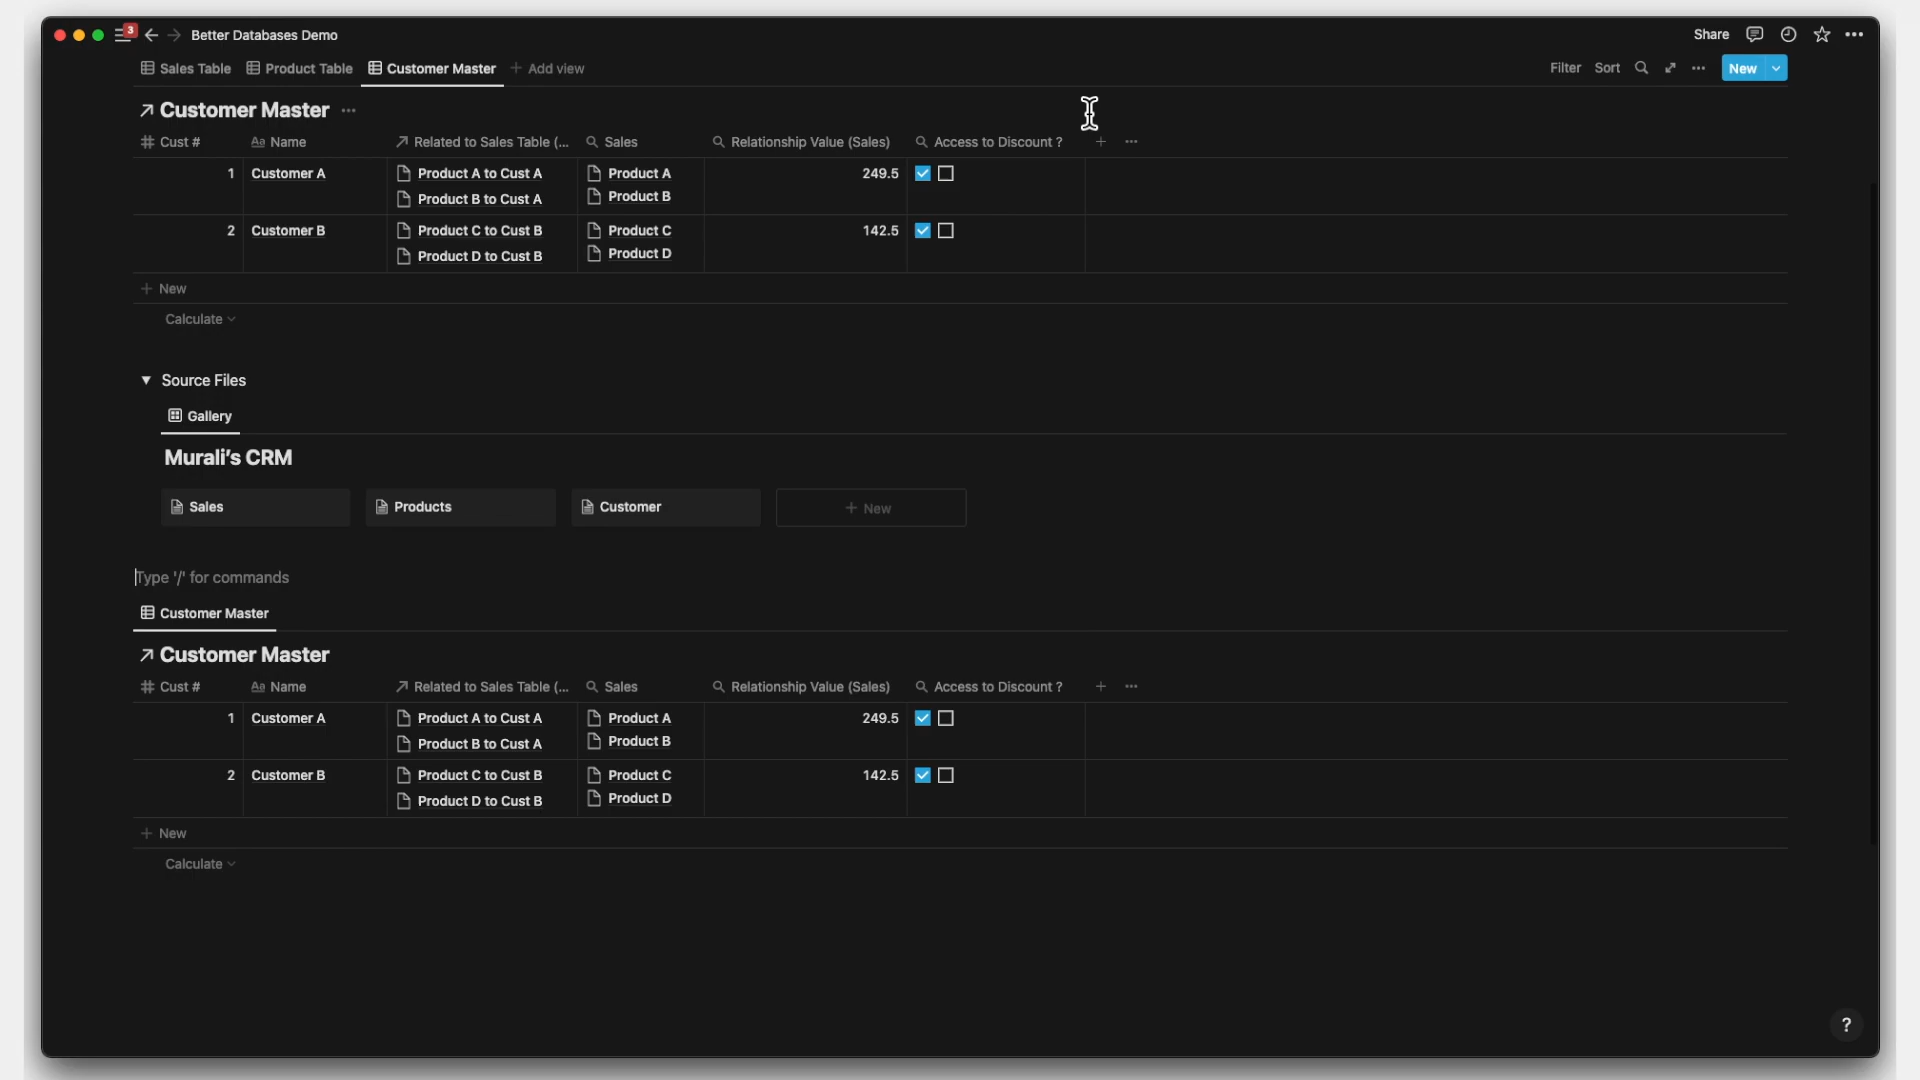 3
Better Databases Demo
Share
Sales Table
Product Table
Customer Master
Add view
Filter
Sort
New
Customer Master
Cust #
Aa Name
Related to Sales Table (...
Sales
Relationship Value (Sales)
Access to Discount ?
1
Customer A
Product A to Cust A
Product B to Cust A
Product A
Product B
249.5
2
Customer B
Product C to Cust B
Product D to Cust B
Product C
Product D
142.5
New
Calculate
Source Files
Gallery
Murali's CRM
Sales
Products
Customer
New
Type '/' for commands
Customer Master
Customer Master
Cust #
Aa Name
Related to Sales Table (...
Sales
Relationship Value (Sales)
Access to Discount ?
1
Customer A
Product A to Cust A
Product B to Cust A
Product A
Product B
249.5
2
Customer B
Product C to Cust B
Product D to Cust B
Product C
Product D
142.5
New
Calculate
?